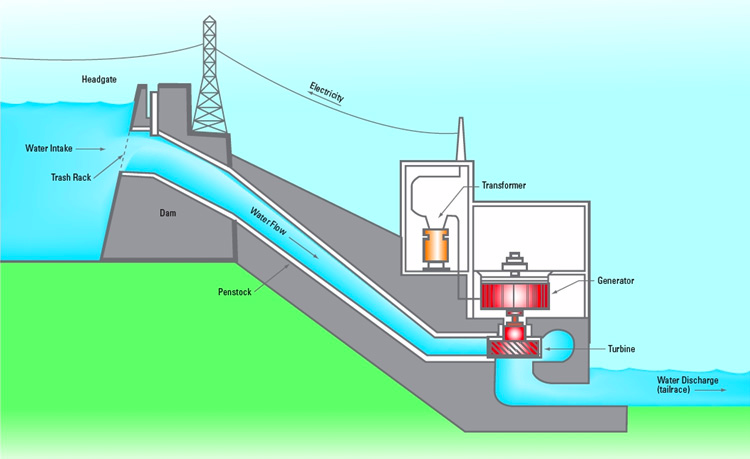 Headgate
Electricity
Water Intake
Trash Rack
Transformer
Dam
Water Flow
Penstock
Generator
Turbine
Water Discharge
(tailrace)